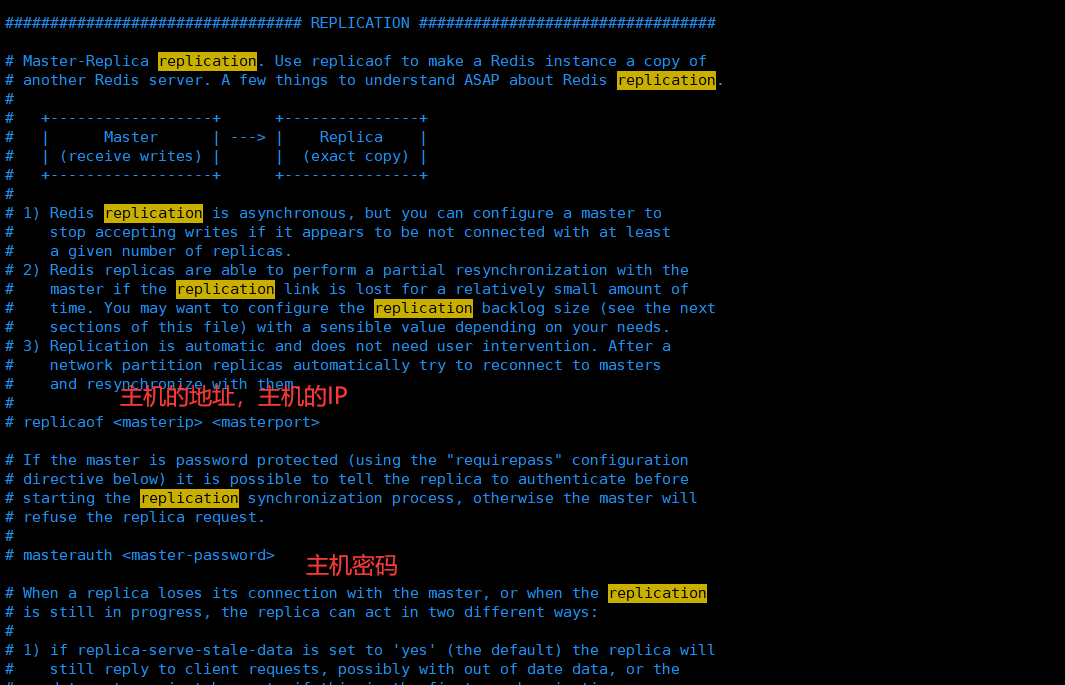 ################################# REPLICATION #################################
# Master-Replica replication. Use replicaof to make a Redis instance a copy of
# another Redis server. A few things to understand ASAP about Redis replication.
#
#   +------------------+      +---------------+
#   |      Master      | ---> |    Replica    |
#   | (receive writes) |      |  (exact copy) |
#   +------------------+      +---------------+
#
# 1) Redis replication is asynchronous, but you can configure a master to
#    stop accepting writes if it appears to be not connected with at least
#    a given number of replicas.
# 2) Redis replicas are able to perform a partial resynchronization with the
#    master if the replication link is lost for a relatively small amount of
#    time. You may want to configure the replication backlog size (see the next
#    sections of this file) with a sensible value depending on your needs.
# 3) Replication is automatic and does not need user intervention. After a
#    network partition replicas automatically try to reconnect to masters
#    and resynchronize with them
主机的地址，主机的IP
#
# replicaof <masterip> <masterport>
# If the master is password protected (using the "requirepass" configuration
# directive below) it is possible to tell the replica to authenticate before
# starting the replication synchronization process, otherwise the master will
# refuse the replica request.
#
# masterauth <master-password>
主机密码
# When a replica loses its connection with the master, or when the replication
# is still in progress, the replica can act in two different ways:
#
# 1) if replica-serve-stale-data is set to 'yes' (the default) the replica will
#    still reply to client requests, possibly with out of date data, or the